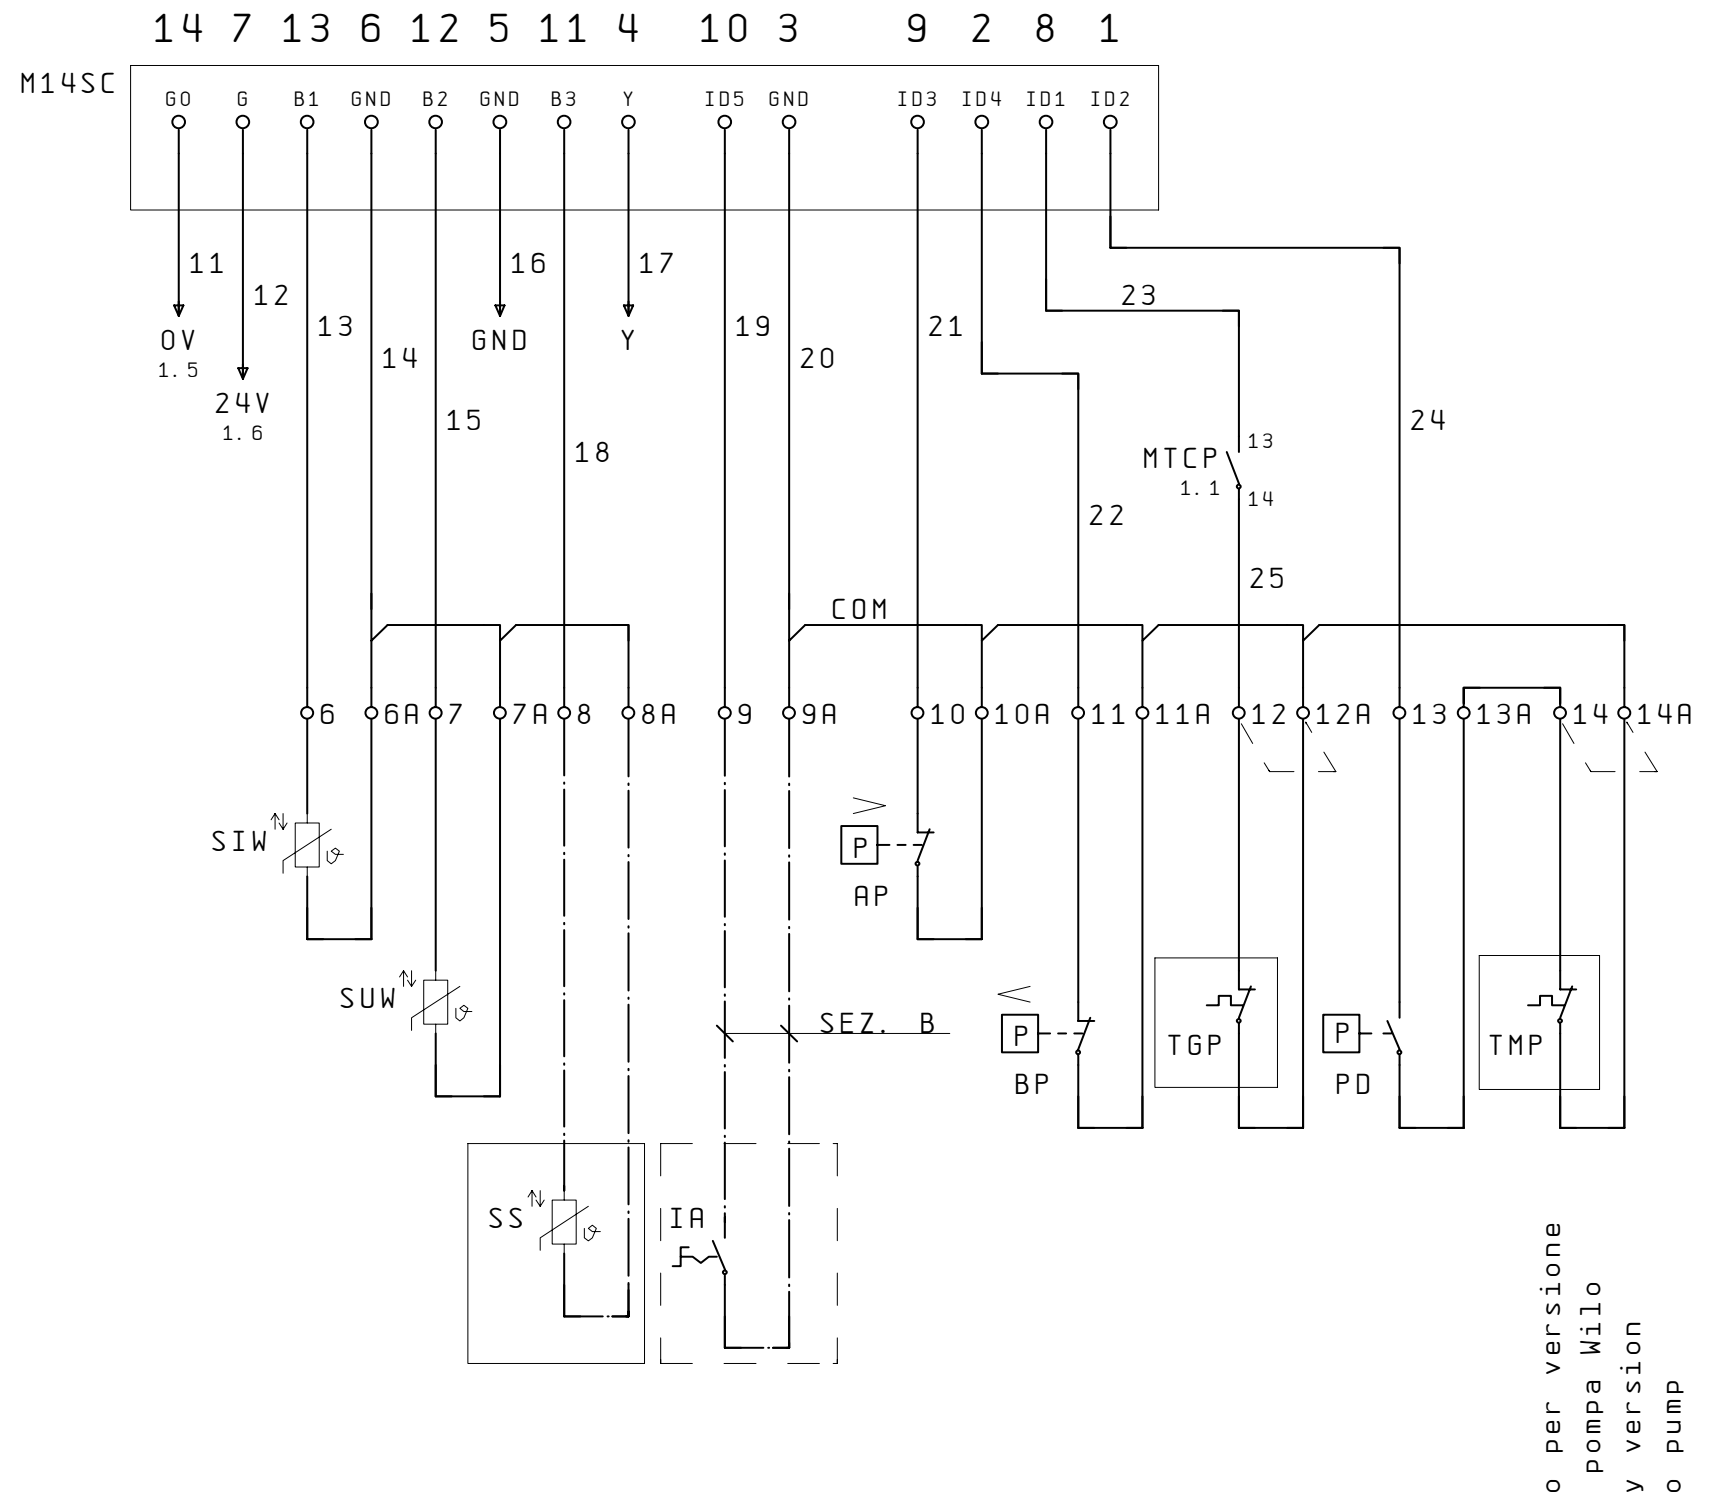 14 7 13 6 12 5 11 4 10 3 9 2 8 1
M14SC
G0 G B1 GND B2 GND B3 Y ID5 GND ID3 ID4 ID1 ID2
11 16 17
12 23
13 19 21
0V GND Y
1.5
14 20
24V
1.6
15 24
18
13
MTCP
1.1
14
22
25
COM
6 6A 7 7A 8 8A 9 9A 10 10A 11 11A 12 12A 13 13A 14 14A
>
SIW ϑ
P
AP
<
SUW ϑ
SEZ. B
P
P
TGP
TMP
BP
PD
SS ϑ
IA
o per versione
pompa Wilo
y version
o pump